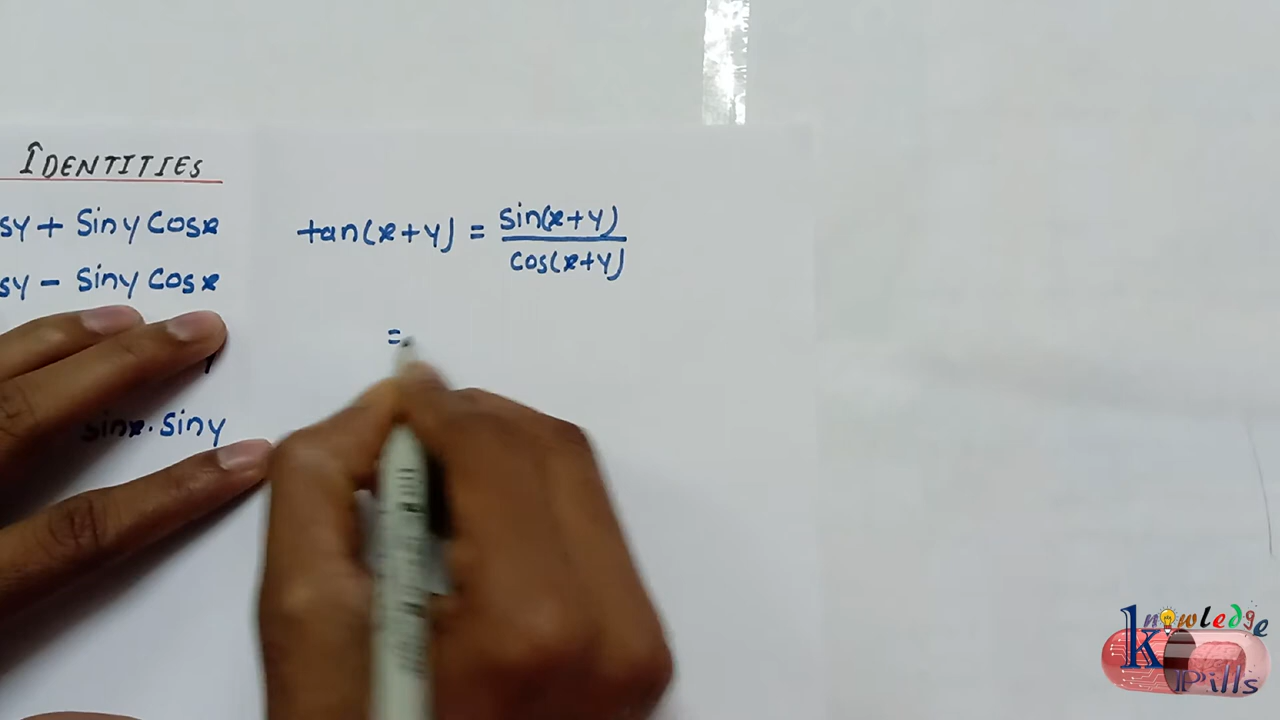 IDENTITIES
sy + Siny Cosx
sy - Siny Cosx
sinx . Siny
tan(x+y) = sin(x+y)
cos(x+y)
=
Knowledge
Pills